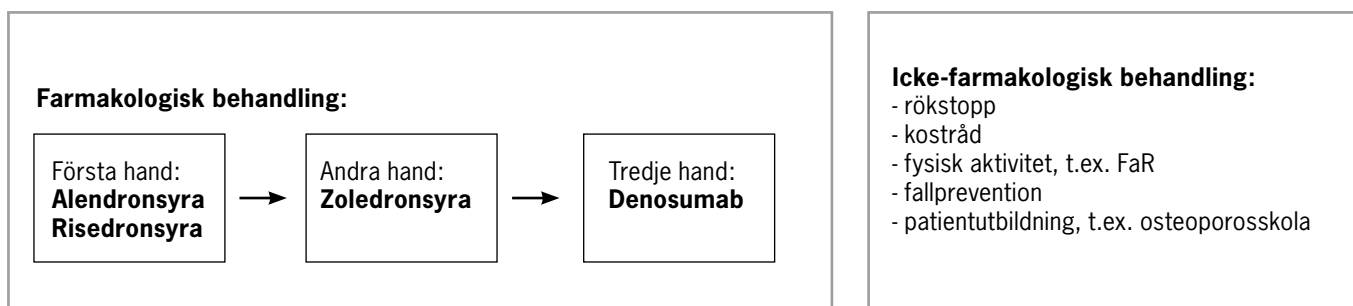 Farmakologisk behandling:
Första hand:
Alendronsyra
Risedronsyra
Andra hand:
Zoledronsyra
Tredje hand:
Denosumab
Icke-farmakologisk behandling:
- rökstopp
- kostråd
- fysisk aktivitet, t.ex. FaR
- fallprevention
- patientutbildning, t.ex. osteoporosskola